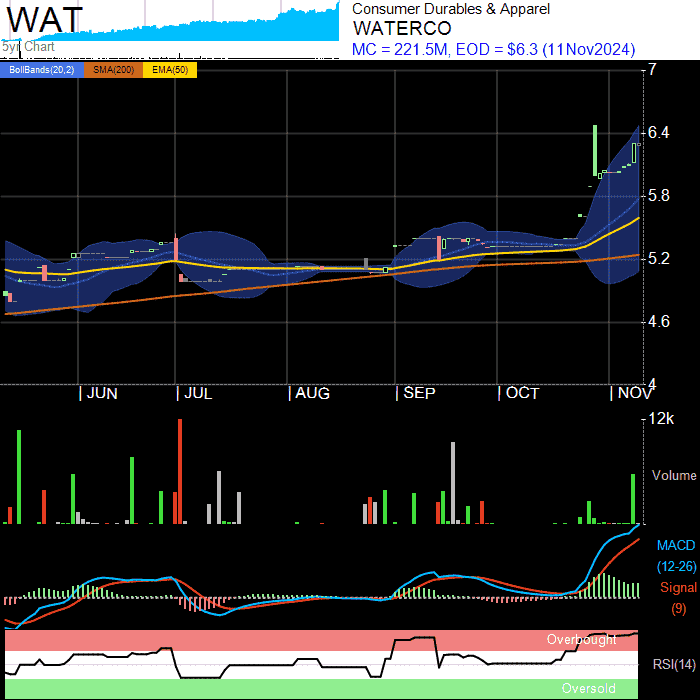 WAT
5yr Chart
Consumer Durables & Apparel
WATERCO
MC = 221.5M, EOD = $6.3 (11Nov2024)
BollBands(20,2) SMA(200) EMA(50)
7
6.4
5.8
5.2
4.6
4
JUN JUL AUG SEP OCT NOV
12k
Volume
MACD
(12-26)
Signal
(9)
Overbought
RSI(14)
Oversold